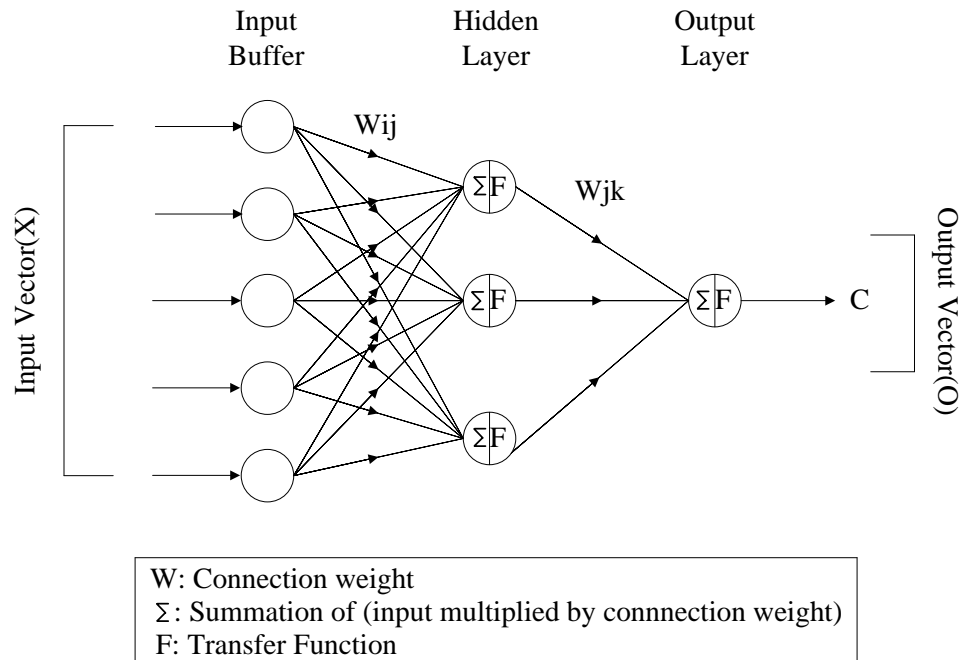 Input
Buffer
Hidden
Layer
Output
Layer
Wij
Wjk
Input Vector(X)
ΣF
ΣF
ΣF
ΣF
C
Output Vector(O)
W: Connection weight
Σ: Summation of (input multiplied by connnection weight)
F: Transfer Function